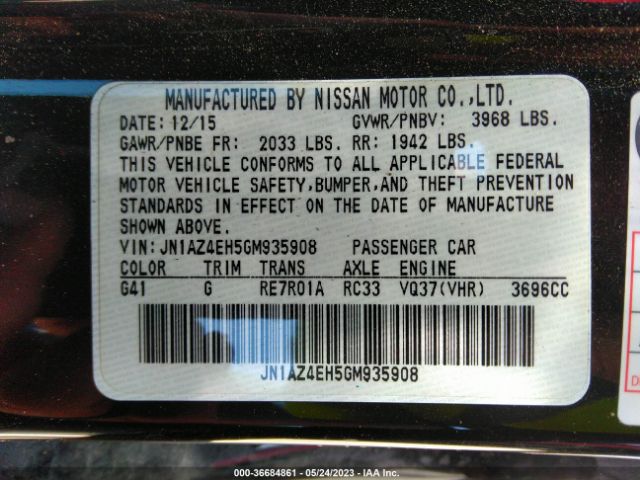 MANUFACTURED BY NISSAN MOTOR CO.,LTD.
DATE: 12/15 GVWR/PNBV: 3968 LBS.
GAWR/PNBE FR: 2033 LBS. RR: 1942 LBS.
THIS VEHICLE CONFORMS TO ALL APPLICABLE FEDERAL
MOTOR VEHICLE SAFETY,BUMPER,AND THEFT PREVENTION
STANDARDS IN EFFECT ON THE DATE OF MANUFACTURE
SHOWN ABOVE.
VIN:JN1AZ4EH5GM935908 PASSENGER CAR
COLOR TRIM TRANS AXLE ENGINE
G41 G RE7R01A RC33 VQ37(VHR) 3696CC
JN1AZ4EH5GM935908
000-36684861 - 05/24/2023 - IAA Inc.